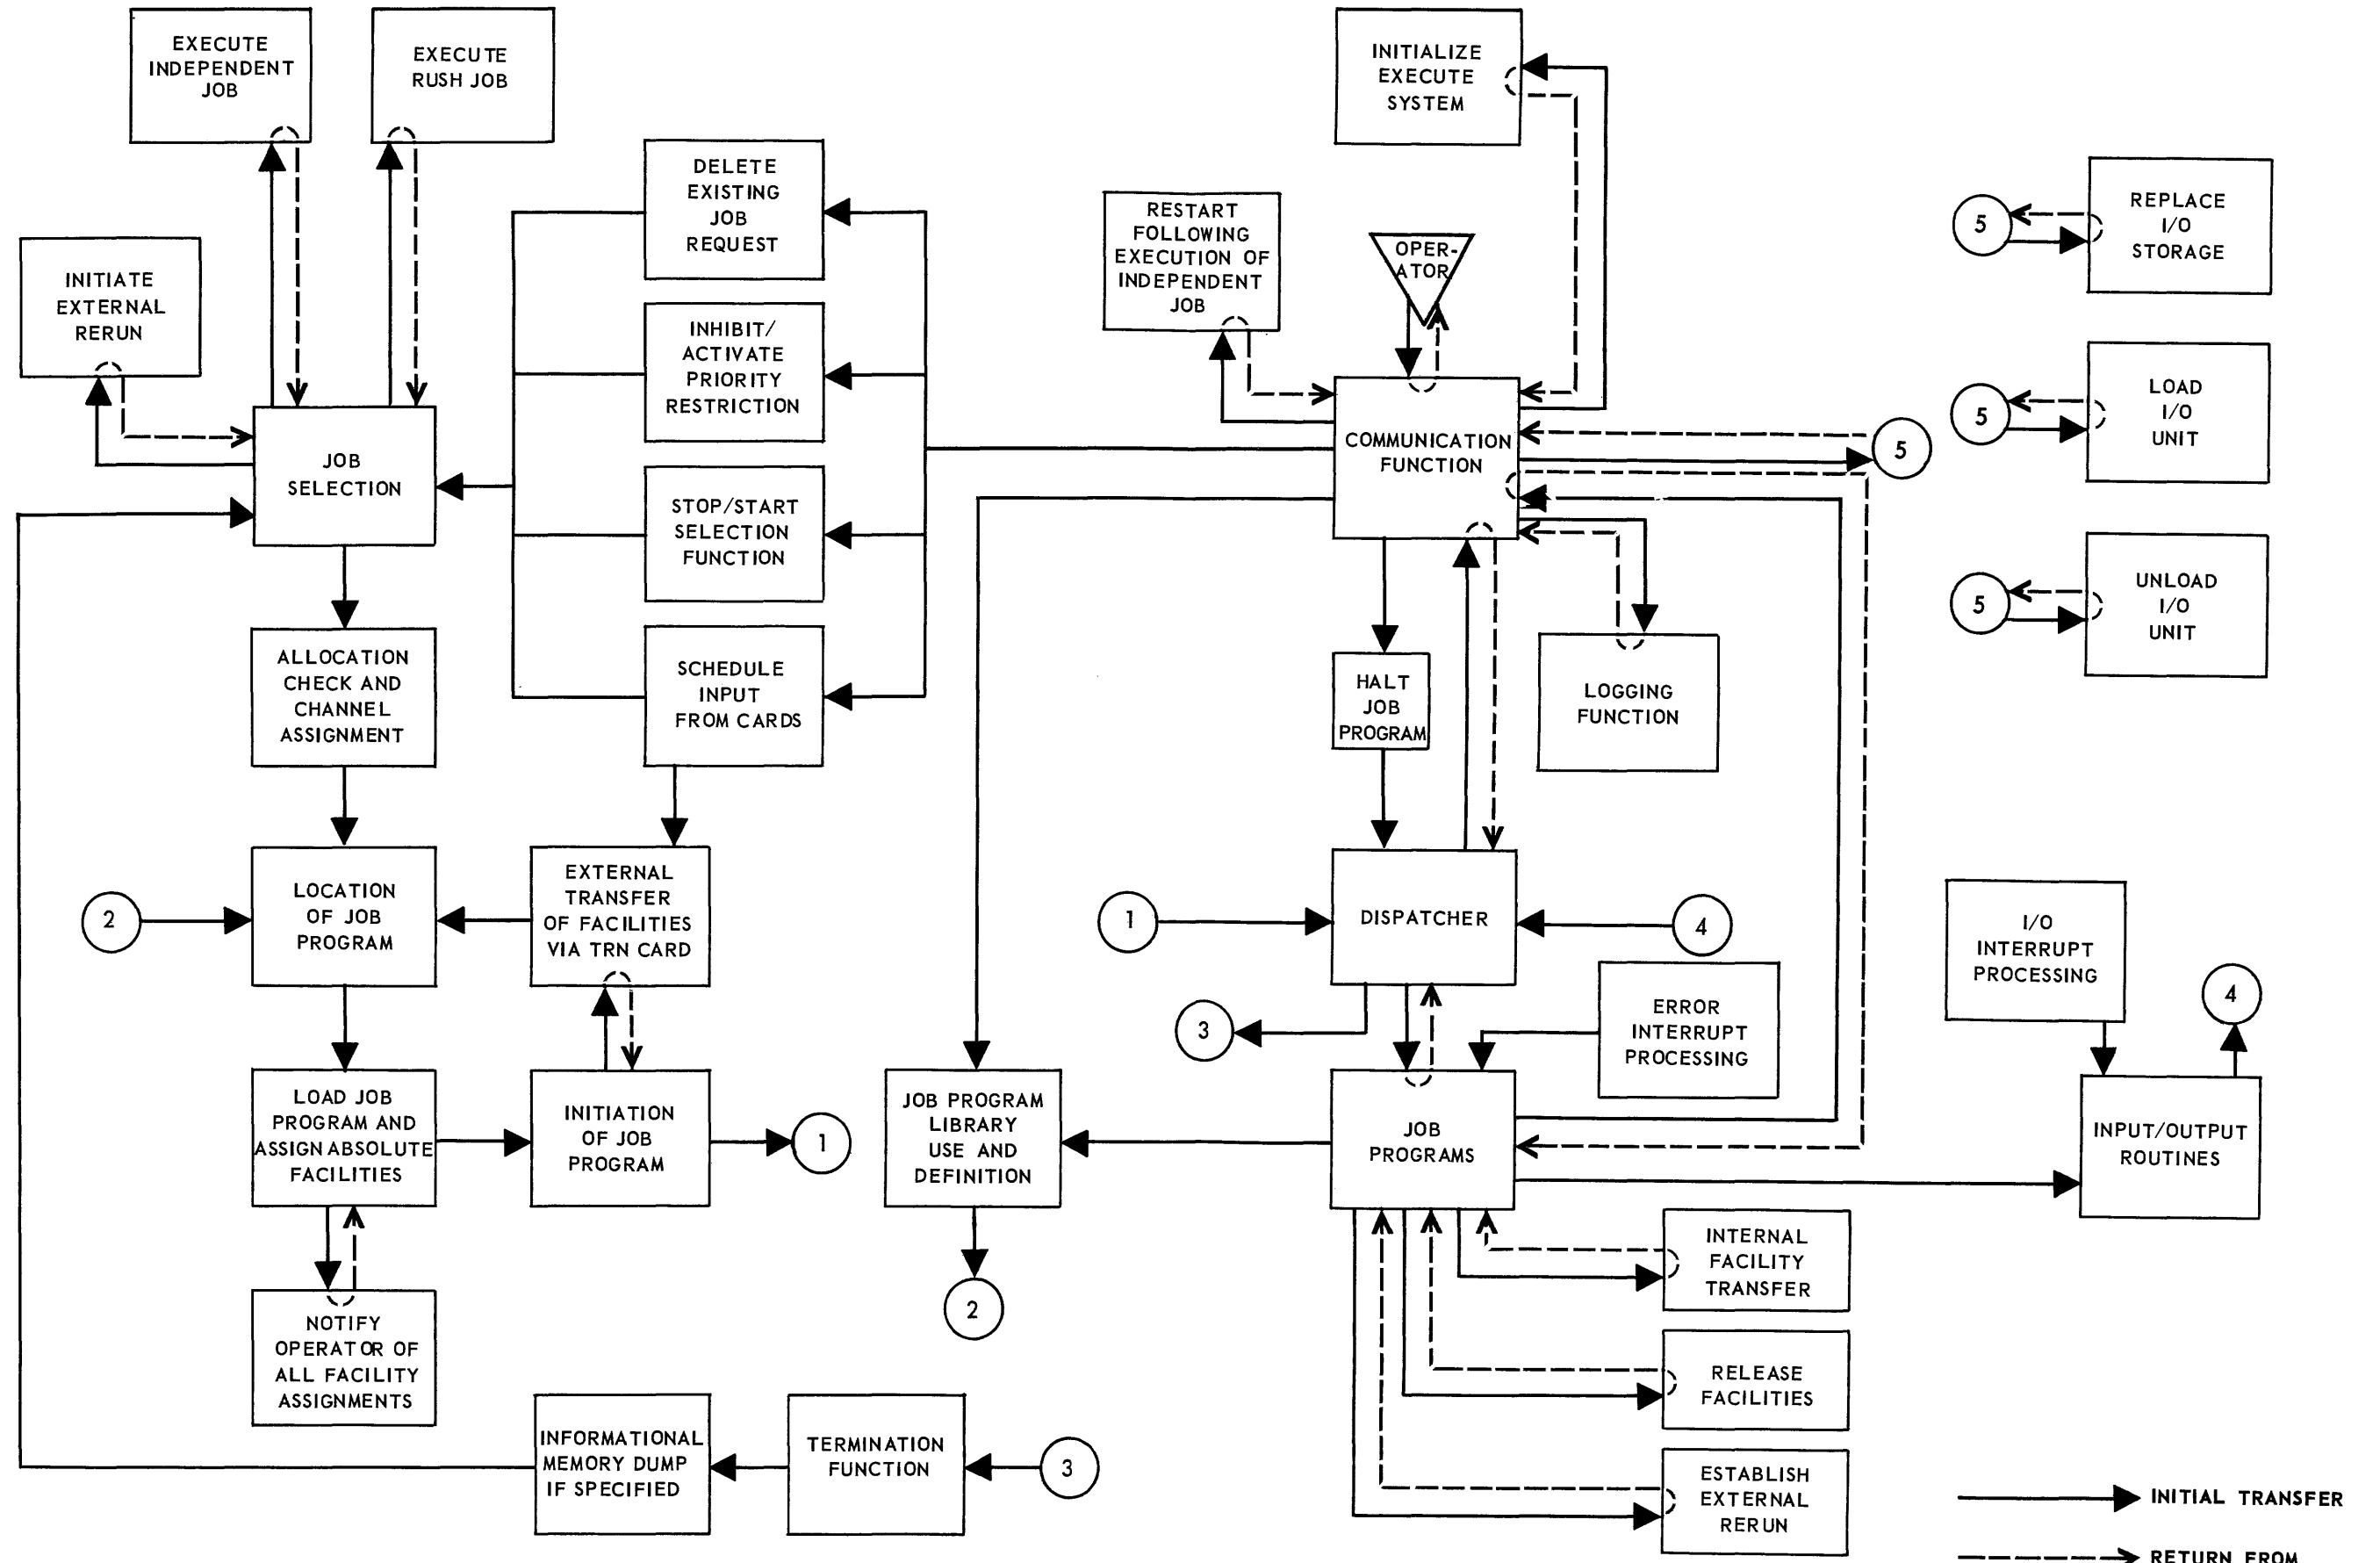 EXECUTE
INDEPENDENT
JOB
EXECUTE
RUSH JOB
INITIATE
EXTERNAL
RERUN
JOB
SELECTION
DELETE
EXISTING
JOB
REQUEST
INHIBIT/
ACTIVATE
PRIORITY
RESTRICTION
STOP/START
SELECTION
FUNCTION
SCHEDULE
INPUT
FROM CARDS
ALLOCATION
CHECK AND
CHANNEL
ASSIGNMENT
2
LOCATION
OF JOB
PROGRAM
EXTERNAL
TRANSFER
OF FACILITIES
VIA TRN CARD
LOAD JOB
PROGRAM AND
ASSIGN ABSOLUTE
FACILITIES
INITIATION
OF JOB
PROGRAM
1
NOTIFY
OPERATOR OF
ALL FACILITY
ASSIGNMENTS
INFORMATIONAL
MEMORY DUMP
IF SPECIFIED
TERMINATION
FUNCTION
3
INITIALIZE
EXECUTE
SYSTEM
RESTART
FOLLOWING
EXECUTION OF
INDEPENDENT
JOB
OPER-
ATOR
COMMUNICATION
FUNCTION
5
HALT
JOB
PROGRAM
LOGGING
FUNCTION
1
DISPATCHER
4
3
ERROR
INTERRUPT
PROCESSING
JOB PROGRAM
LIBRARY
USE AND
DEFINITION
2
JOB
PROGRAMS
INTERNAL
FACILITY
TRANSFER
RELEASE
FACILITIES
ESTABLISH
EXTERNAL
RERUN
5
REPLACE
I/O
STORAGE
5
LOAD
I/O
UNIT
5
UNLOAD
I/O
UNIT
I/O
INTERRUPT
PROCESSING
4
INPUT/OUTPUT
ROUTINES
INITIAL TRANSFER
RETURN FROM